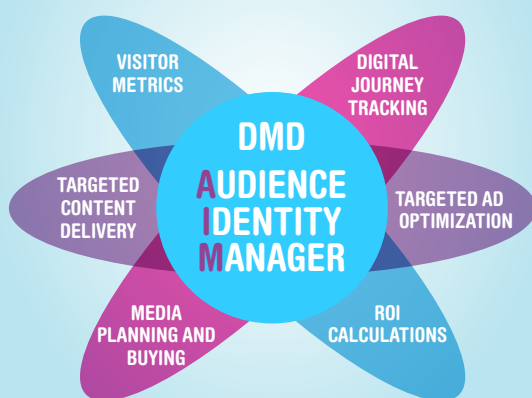 VISITOR
METRICS
DIGITAL
JOURNEY
TRACKING
DMD
AUDIENCE
IDENTITY
MANAGER
TARGETED
CONTENT
DELIVERY
TARGETED AD
OPTIMIZATION
MEDIA
PLANNING AND
BUYING
ROI
CALCULATIONS